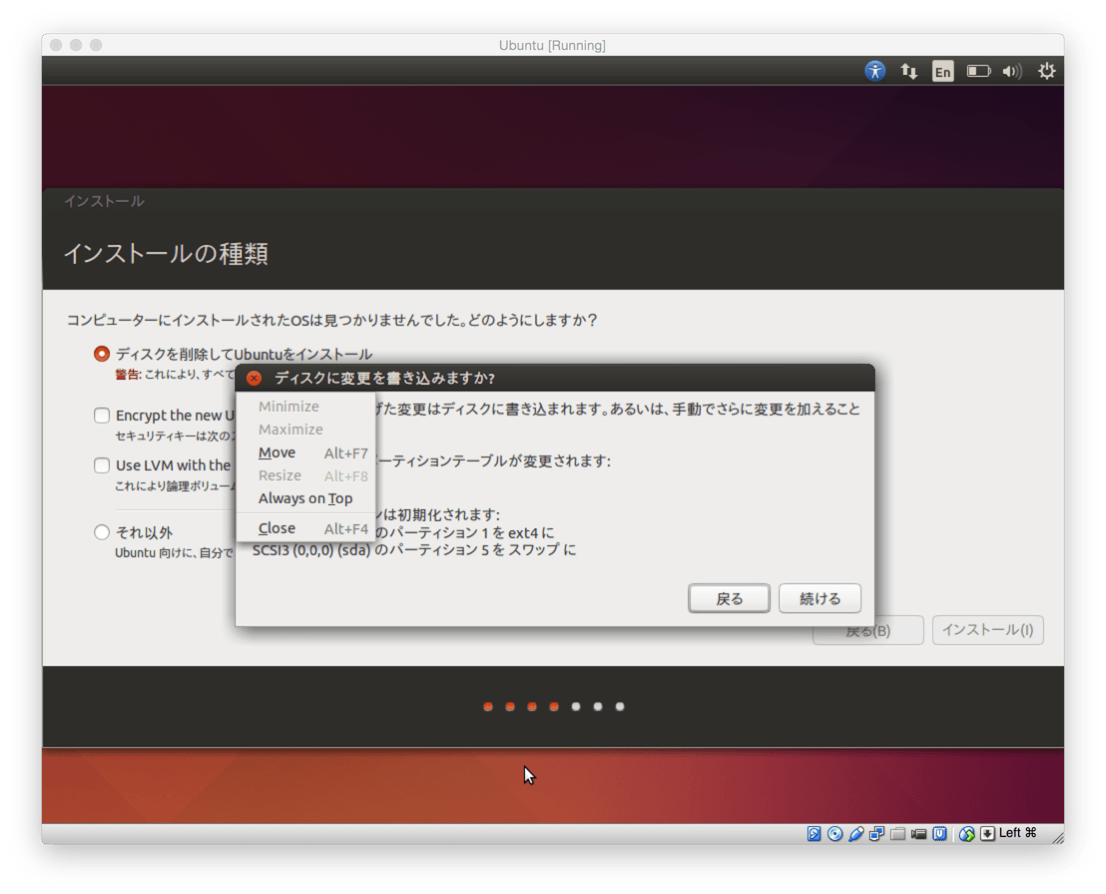 Ubuntu [Running]
En
インストール
インストールの種類
コンピューターにインストールされたOSは見つかりませんでした。どのようにしますか?
ディスクを削除してUbuntuをインストール
警告: これにより、すべて
ディスクに変更を書き込みますか?
Minimize
げた変更はディスクに書き込まれます。あるいは、手動でさらに変更を加えること
Encrypt the new U
Maximize
セキュリティキーは次の
Move Alt+F7
ーティションテーブルが変更されます:
Use LVM with the
Resize Alt+F8
これにより論理ボリューム
Always on Top
ンは初期化されます:
Close Alt+F4
のパーティション 1 を ext4 に
それ以外
SCSI3 (0,0,0) (sda) のパーティション 5 を スワップ に
Ubuntu 向けに、自分で
戻る 続ける
戻る(B) インストール(I)
Left ⌘